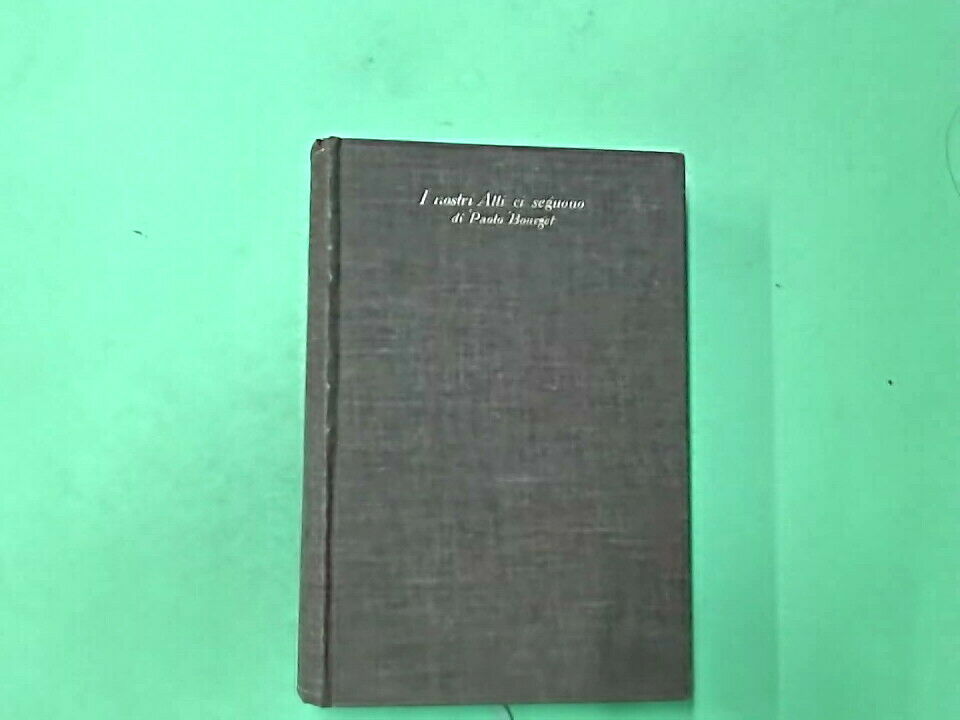 I nostri Atti ci seguono
di Paolo Bourget